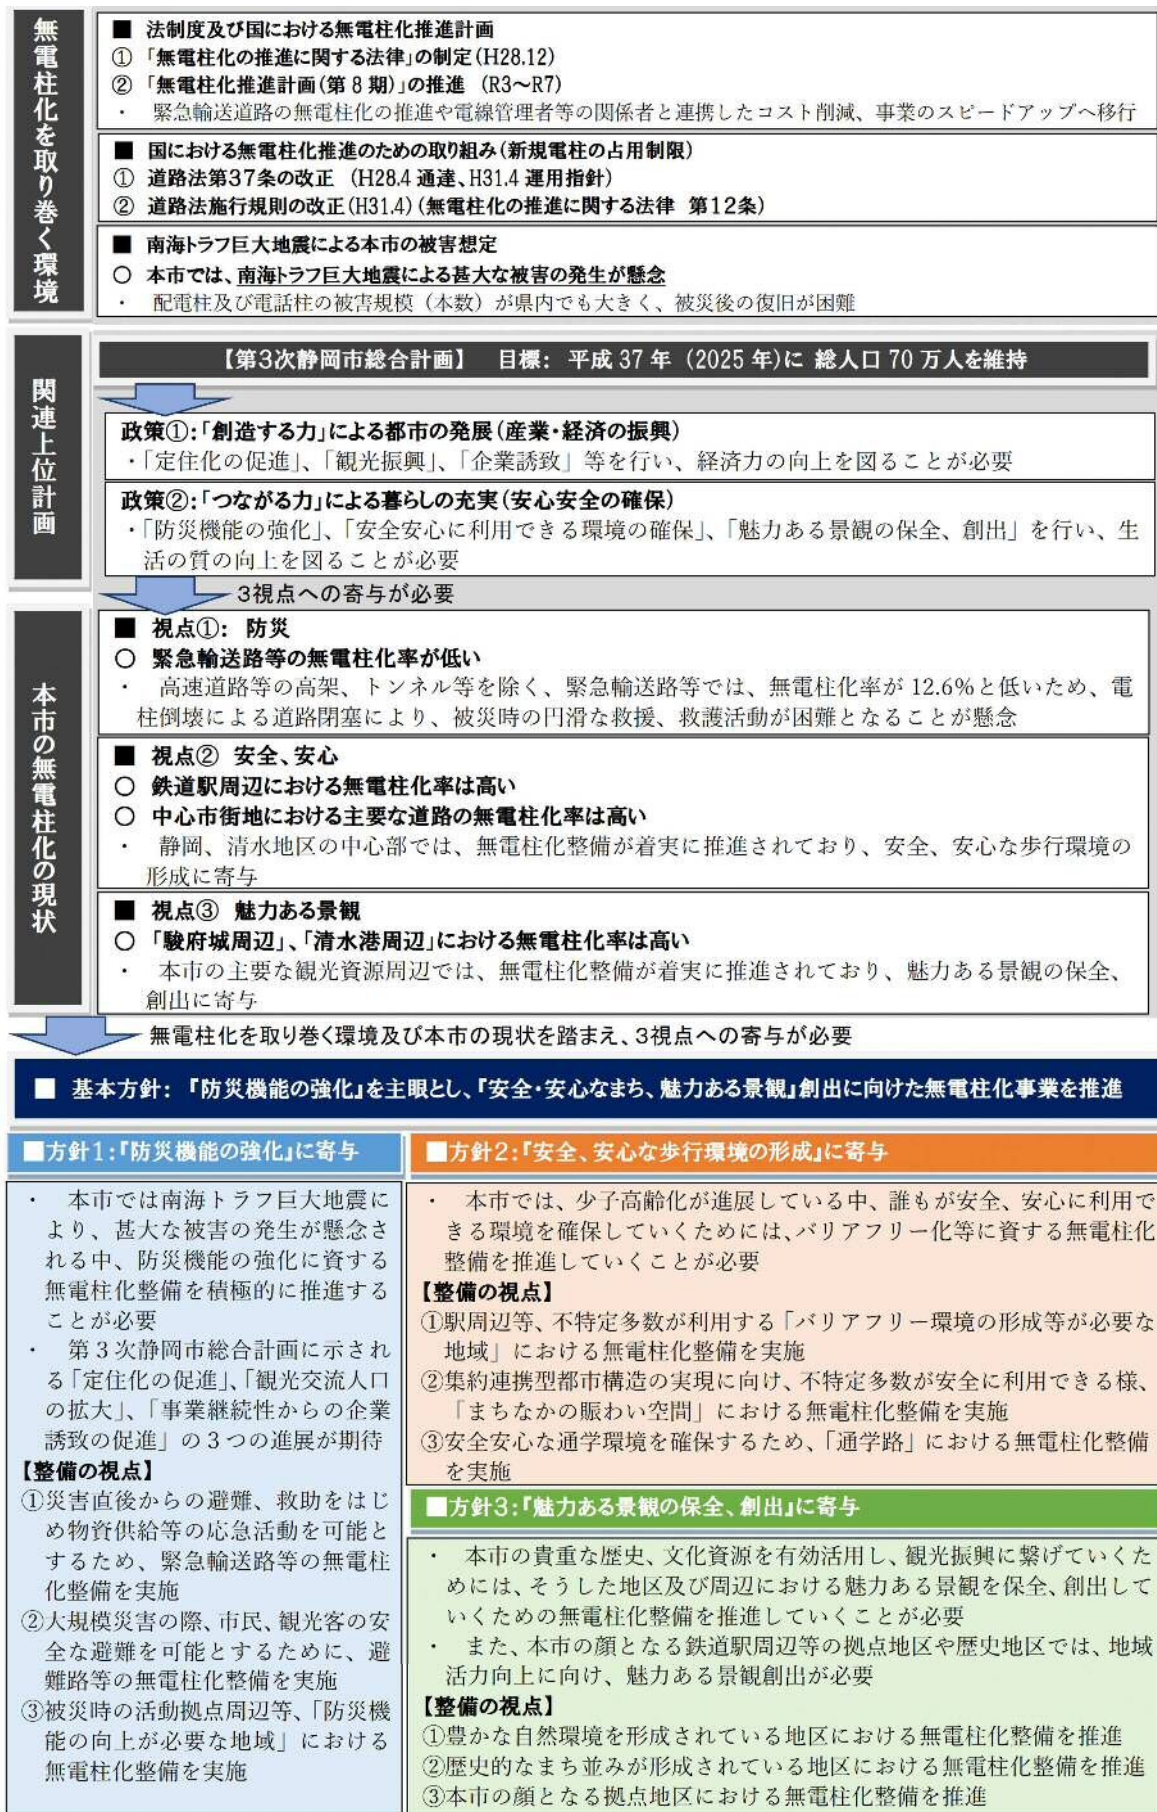 無電柱化を取り巻く環境
■ 法制度及び国における無電柱化推進計画
① 「無電柱化の推進に関する法律」の制定(H28.12)
② 「無電柱化推進計画(第8期)」の推進 (R3～R7)
・ 緊急輸送道路の無電柱化の推進や電線管理者等の関係者と連携したコスト削減、事業のスピードアップへ移行
■ 国における無電柱化推進のための取り組み(新規電柱の占用制限)
① 道路法第37条の改正 (H28.4 通達、H31.4 運用指針)
② 道路法施行規則の改正(H31.4)(無電柱化の推進に関する法律 第12条)
■ 南海トラフ巨大地震による本市の被害想定
○ 本市では、南海トラフ巨大地震による甚大な被害の発生が懸念
・ 配電柱及び電話柱の被害規模（本数）が県内でも大きく、被災後の復旧が困難
関連上位計画
【第3次静岡市総合計画】 目標： 平成37年 (2025年)に 総人口70万人を維持
政策①:「創造する力」による都市の発展(産業・経済の振興)
・「定住化の促進」、「観光振興」、「企業誘致」等を行い、経済力の向上を図ることが必要
政策②:「つながる力」による暮らしの充実(安心安全の確保)
・「防災機能の強化」、「安全安心に利用できる環境の確保」、「魅力ある景観の保全、創出」を行い、生
活の質の向上を図ることが必要
3視点への寄与が必要
本市の無電柱化の現状
■ 視点①： 防災
○ 緊急輸送路等の無電柱化率が低い
・ 高速道路等の高架、トンネル等を除く、緊急輸送路等では、無電柱化率が12.6%と低いため、電
柱倒壊による道路閉塞により、被災時の円滑な救援、救護活動が困難となることが懸念
■ 視点② 安全、安心
○ 鉄道駅周辺における無電柱化率は高い
○ 中心市街地における主要な道路の無電柱化率は高い
・ 静岡、清水地区の中心部では、無電柱化整備が着実に推進されており、安全、安心な歩行環境の
形成に寄与
■ 視点③ 魅力ある景観
○ 「駿府城周辺」、「清水港周辺」における無電柱化率は高い
・ 本市の主要な観光資源周辺では、無電柱化整備が着実に推進されており、魅力ある景観の保全、
創出に寄与
無電柱化を取り巻く環境及び本市の現状を踏まえ、3視点への寄与が必要
■ 基本方針： 『防災機能の強化』を主眼とし、『安全・安心なまち、魅力ある景観』創出に向けた無電柱化事業を推進
■方針1:『防災機能の強化』に寄与
・ 本市では南海トラフ巨大地震に
より、甚大な被害の発生が懸念さ
れる中、防災機能の強化に資する
無電柱化整備を積極的に推進する
ことが必要
・ 第3次静岡市総合計画に示され
る「定住化の促進」、「観光交流人口
の拡大」、「事業継続性からの企業
誘致の促進」の3つの進展が期待
【整備の視点】
①災害直後からの避難、救助をはじ
め物資供給等の応急活動を可能と
するため、緊急輸送路等の無電柱
化整備を実施
②大規模災害の際、市民、観光客の安
全な避難を可能とするために、避
難路等の無電柱化整備を実施
③被災時の活動拠点周辺等、「防災機
能の向上が必要な地域」における
無電柱化整備を実施
■方針2:『安全、安心な歩行環境の形成』に寄与
・ 本市では、少子高齢化が進展している中、誰もが安全、安心に利用で
きる環境を確保していくためには、バリアフリー化等に資する無電柱化
整備を推進していくことが必要
【整備の視点】
①駅周辺等、不特定多数が利用する「バリアフリー環境の形成等が必要な
地域」における無電柱化整備を実施
②集約連携型都市構造の実現に向け、不特定多数が安全に利用できる様、
「まちなかの賑わい空間」における無電柱化整備を実施
③安全安心な通学環境を確保するため、「通学路」における無電柱化整備
を実施
■方針3:『魅力ある景観の保全、創出』に寄与
・ 本市の貴重な歴史、文化資源を有効活用し、観光振興に繋げていくた
めには、そうした地区及び周辺における魅力ある景観を保全、創出して
いくための無電柱化整備を推進していくことが必要
・ また、本市の顔となる鉄道駅周辺等の拠点地区や歴史地区では、地域
活力向上に向け、魅力ある景観創出が必要
【整備の視点】
①豊かな自然環境を形成されている地区における無電柱化整備を推進
②歴史的なまち並みが形成されている地区における無電柱化整備を推進
③本市の顔となる拠点地区における無電柱化整備を推進